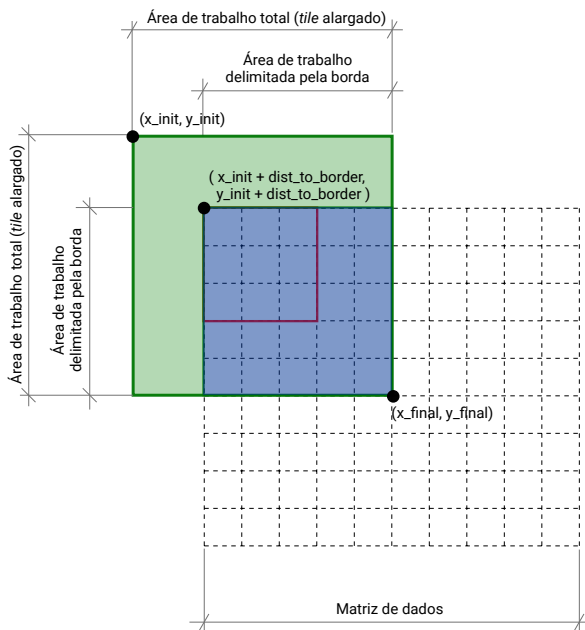 Área de trabalho total (tile alargado)
Área de trabalho
delimitada pela borda
(x_init, y_init)
( x_init + dist_to_border,
y_init + dist_to_border )
Área de trabalho total (tile alargado)
Área de trabalho
delimitada pela borda
(x_final, y_final)
Matriz de dados